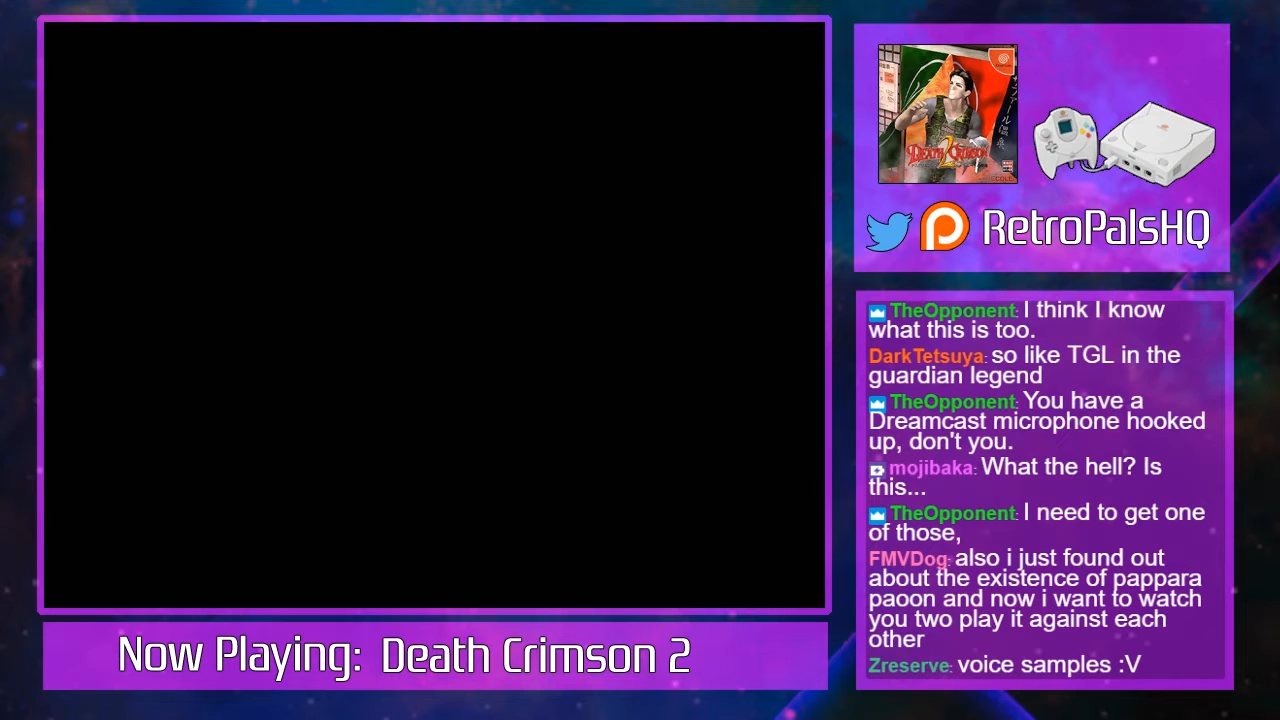 DEATH CRIMSON
2
RetroPalsHQ
TheOpponent: I think I know
what this is too.
DarkTetsuya: so like TGL in the
guardian legend
TheOpponent: You have a
Dreamcast microphone hooked
up, don't you.
mojibaka: What the hell? Is
this...
TheOpponent: I need to get one
of those,
FMVDog: also i just found out
about the existence of pappara
paoon and now i want to watch
you two play it against each
other
Zreserve: voice samples :V
Now Playing: Death Crimson 2